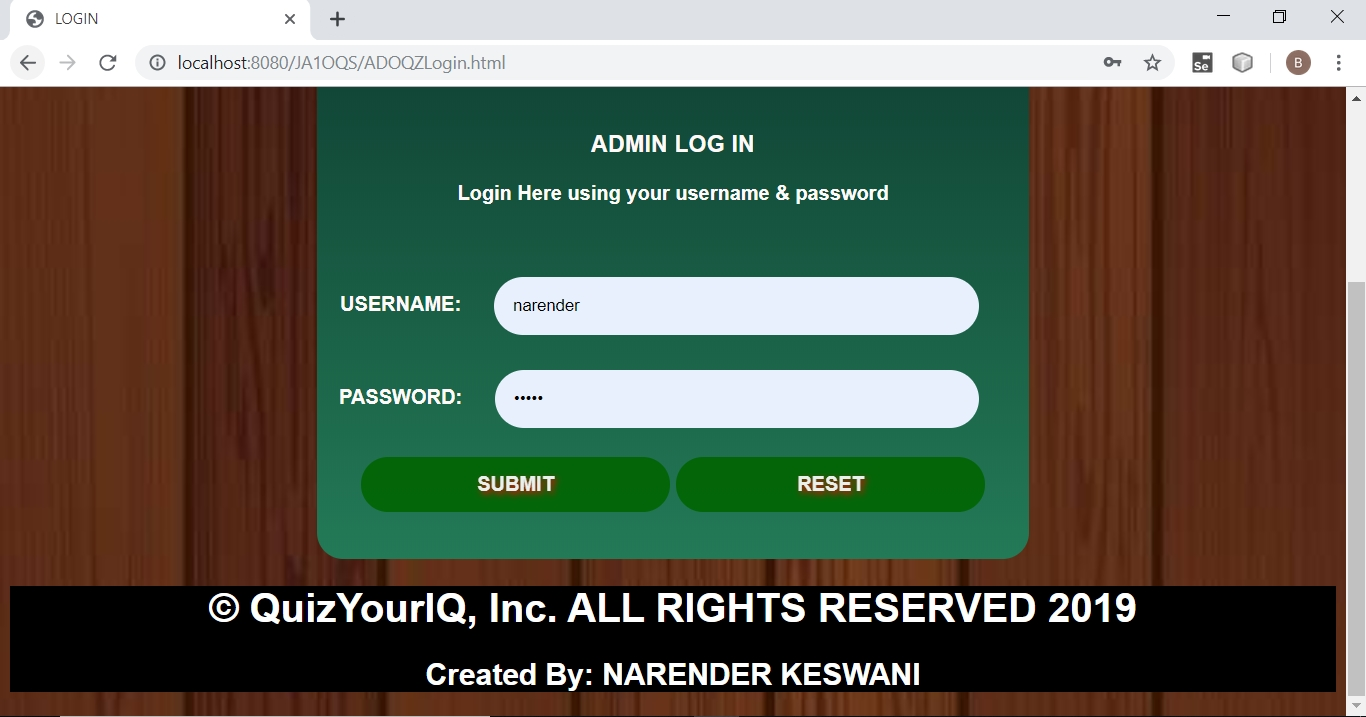 LOGIN
localhost:8080/JA1OQS/ADOQZLogin.html
Se
B
ADMIN LOG IN
Login Here using your username & password
USERNAME: narender
PASSWORD: •••••
SUBMIT RESET
© QuizYourIQ, Inc. ALL RIGHTS RESERVED 2019
Created By: NARENDER KESWANI